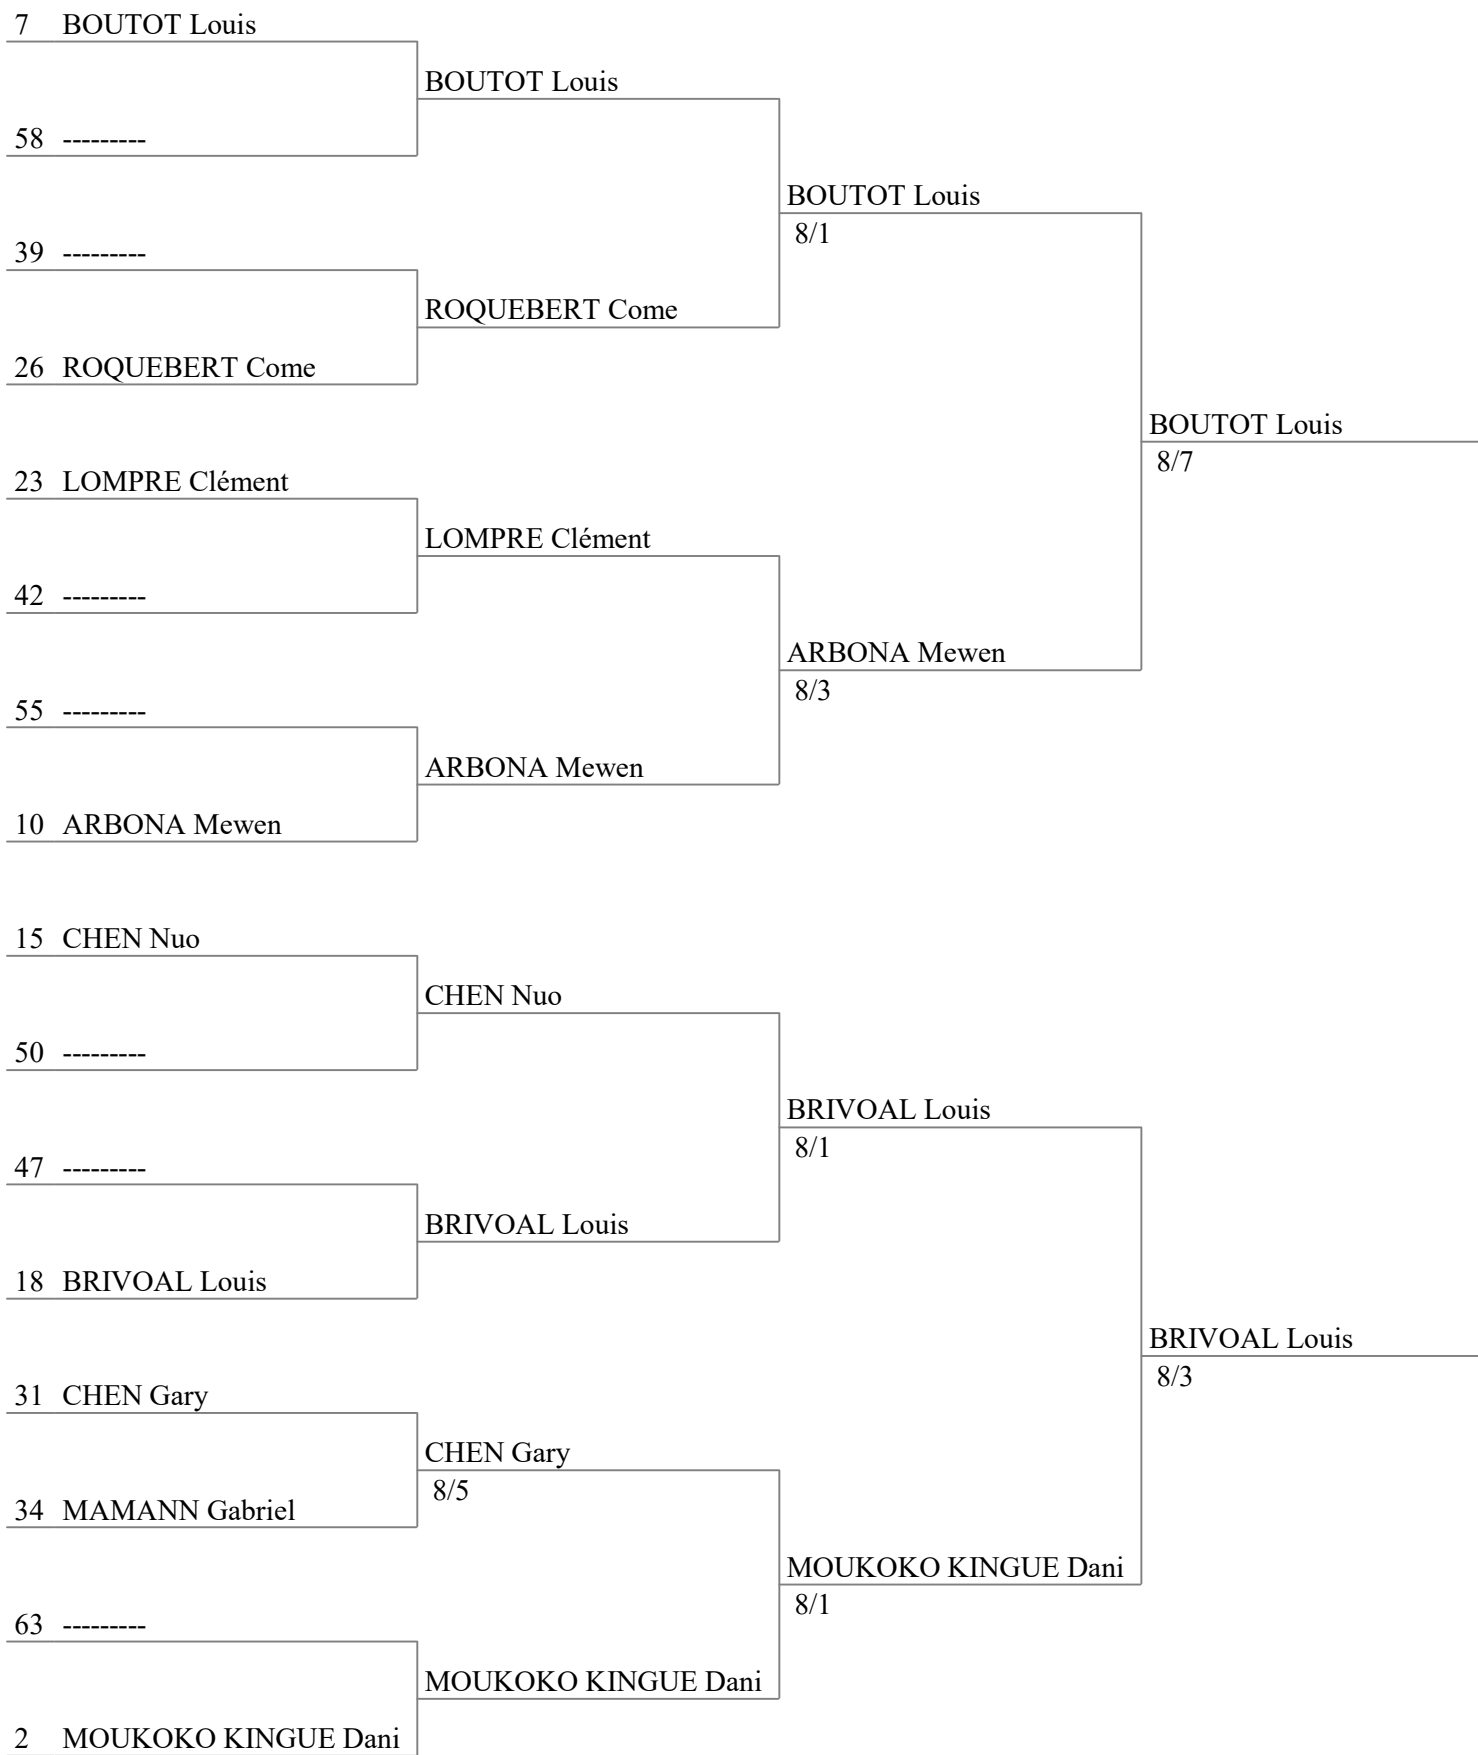 7 BOUTOT Louis
BOUTOT Louis
58 ---------
BOUTOT Louis
8/1
39 ---------
ROQUEBERT Come
26 ROQUEBERT Come
BOUTOT Louis
8/7
23 LOMPRE Clément
LOMPRE Clément
42 ---------
ARBONA Mewen
8/3
55 ---------
ARBONA Mewen
10 ARBONA Mewen
15 CHEN Nuo
CHEN Nuo
50 ---------
BRIVOAL Louis
8/1
47 ---------
BRIVOAL Louis
18 BRIVOAL Louis
BRIVOAL Louis
8/3
31 CHEN Gary
CHEN Gary
8/5
34 MAMANN Gabriel
MOUKOKO KINGUE Dani
8/1
63 ---------
MOUKOKO KINGUE Dani
2 MOUKOKO KINGUE Dani